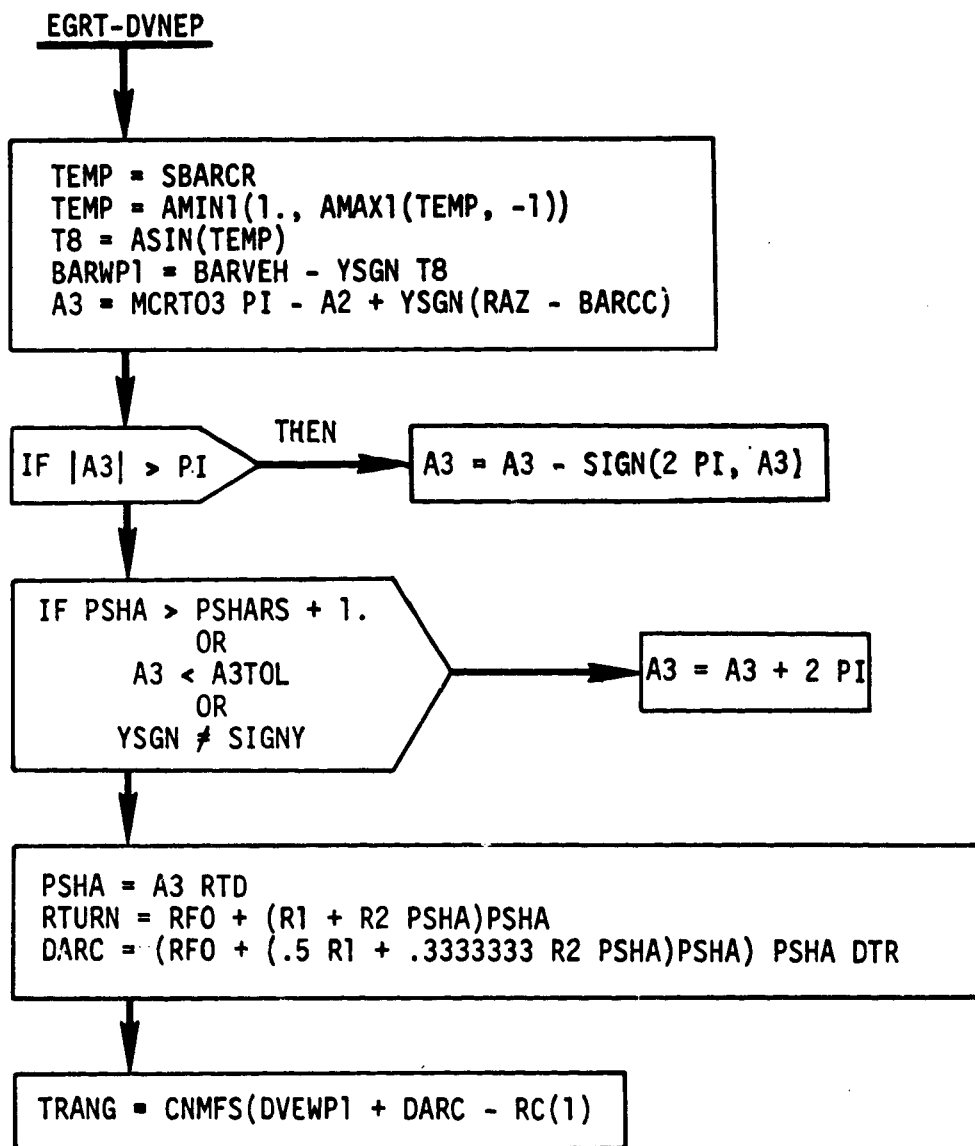 EGRT-DVNEP
TEMP = SBARCR
TEMP = AMIN1(1., AMAX1(TEMP, -1))
T8 = ASIN(TEMP)
BARWP1 = BARVEH - YSGN T8
A3 = MCRTO3 PI - A2 + YSGN(RAZ - BARCC)
IF |A3| > PI
THEN
A3 = A3 - SIGN(2 PI, A3)
IF PSHA > PSHARS + 1.
OR
A3 < A3TOL
OR
YSGN ≠ SIGNY
A3 = A3 + 2 PI
PSHA = A3 RTD
RTURN = RFO + (R1 + R2 PSHA)PSHA
DARC = (RFO + (.5 R1 + .3333333 R2 PSHA)PSHA) PSHA DTR
TRANG = CNMFS(DVEWP1 + DARC - RC(1)